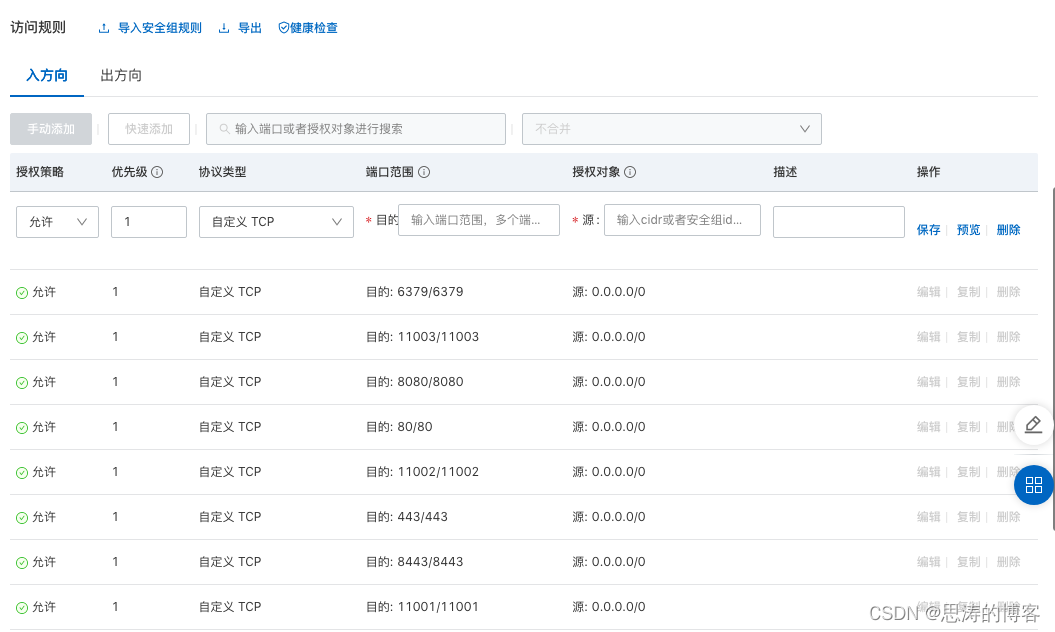 访问规则 导入安全组规则 导出 健康检查
入方向 出方向
手动添加 快速添加 输入端口或者授权对象进行搜索 不合并
授权策略 优先级 协议类型 端口范围 授权对象 描述 操作
允许 1 自定义 TCP * 目的 输入端口范围，多个端... * 源: 输入cidr或者安全组id... 保存 预览 删除
允许 1 自定义 TCP 目的: 6379/6379 源: 0.0.0.0/0 编辑 复制 删除
允许 1 自定义 TCP 目的: 11003/11003 源: 0.0.0.0/0 编辑 复制 删除
允许 1 自定义 TCP 目的: 8080/8080 源: 0.0.0.0/0 编辑 复制 删除
允许 1 自定义 TCP 目的: 80/80 源: 0.0.0.0/0 编辑 复制 删除
允许 1 自定义 TCP 目的: 11002/11002 源: 0.0.0.0/0 编辑 复制 删除
允许 1 自定义 TCP 目的: 443/443 源: 0.0.0.0/0 编辑 复制 删除
允许 1 自定义 TCP 目的: 8443/8443 源: 0.0.0.0/0 编辑 复制 删除
允许 1 自定义 TCP 目的: 11001/11001 源: 0.0.0.0/0 编辑 复制 删除
CSDN @思涛的博客